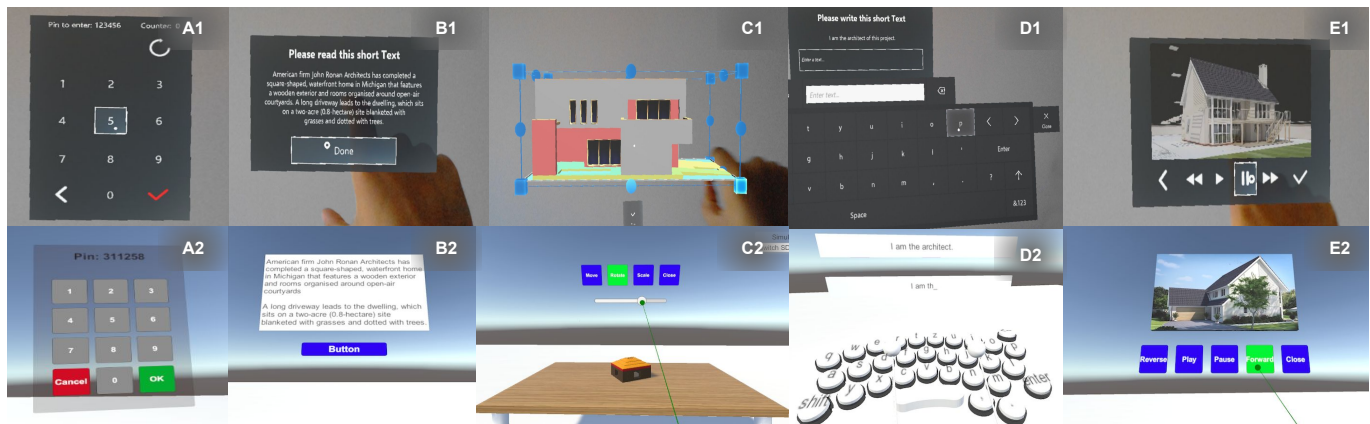 A1
Pin to enter: 123456
1 2 3
4 5 6
7 8 9
0
B1
Please read this short Text
American firm John Ronan Architects has completed a
square-shaped, waterfront home in Michigan that features
a wooden exterior and rooms organised around open-air
courtyards. A long driveway leads to the dwelling, which sits
on a two-acre (0.8-hectare) site blanketed with
grasses and dotted with trees.
Done
C1
D1
Please write this short Text
I am the architect of this project.
Enter a text...
Enter text...
t y u i o p
Close
g h j k l ' Enter
v b n m , . ?
Space &123
E1
A2
Pin: 311258
1 2 3
4 5 6
7 8 9
Cancel 0 OK
B2
American firm John Ronan Architects has
completed a square-shaped, waterfront home
in Michigan that features a wooden exterior
and rooms organised around open-air
courtyards
A long driveway leads to the dwelling, which
sits on a two-acre (0.8-hectare) site
blanketed with grasses and dotted with trees.
Button
C2
Move Rotate Scale Close
D2
I am the architect.
I am th_
q w e r t z u i o p
a s d f g h j k l
shift y x c v b n m Enter
E2
Reverse Play Pause Forward Close